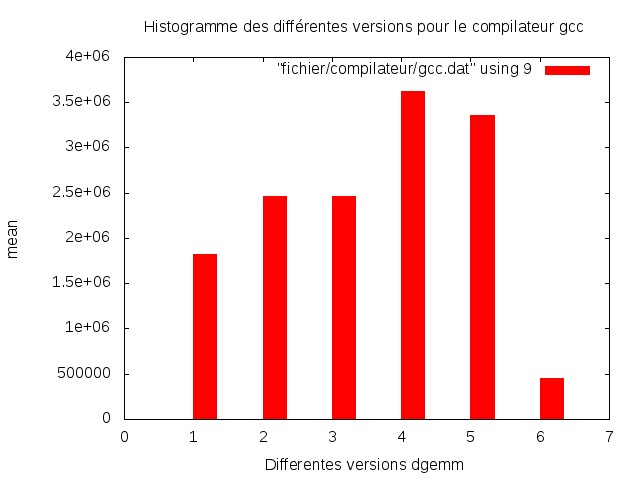 Histogramme des différentes versions pour le compilateur gcc
4e+06
"fichier/compilateur/gcc.dat" using 9
3.5e+06
3e+06
2.5e+06
2e+06
1.5e+06
1e+06
500000
0
mean
0 1 2 3 4 5 6 7
Differentes versions dgemm